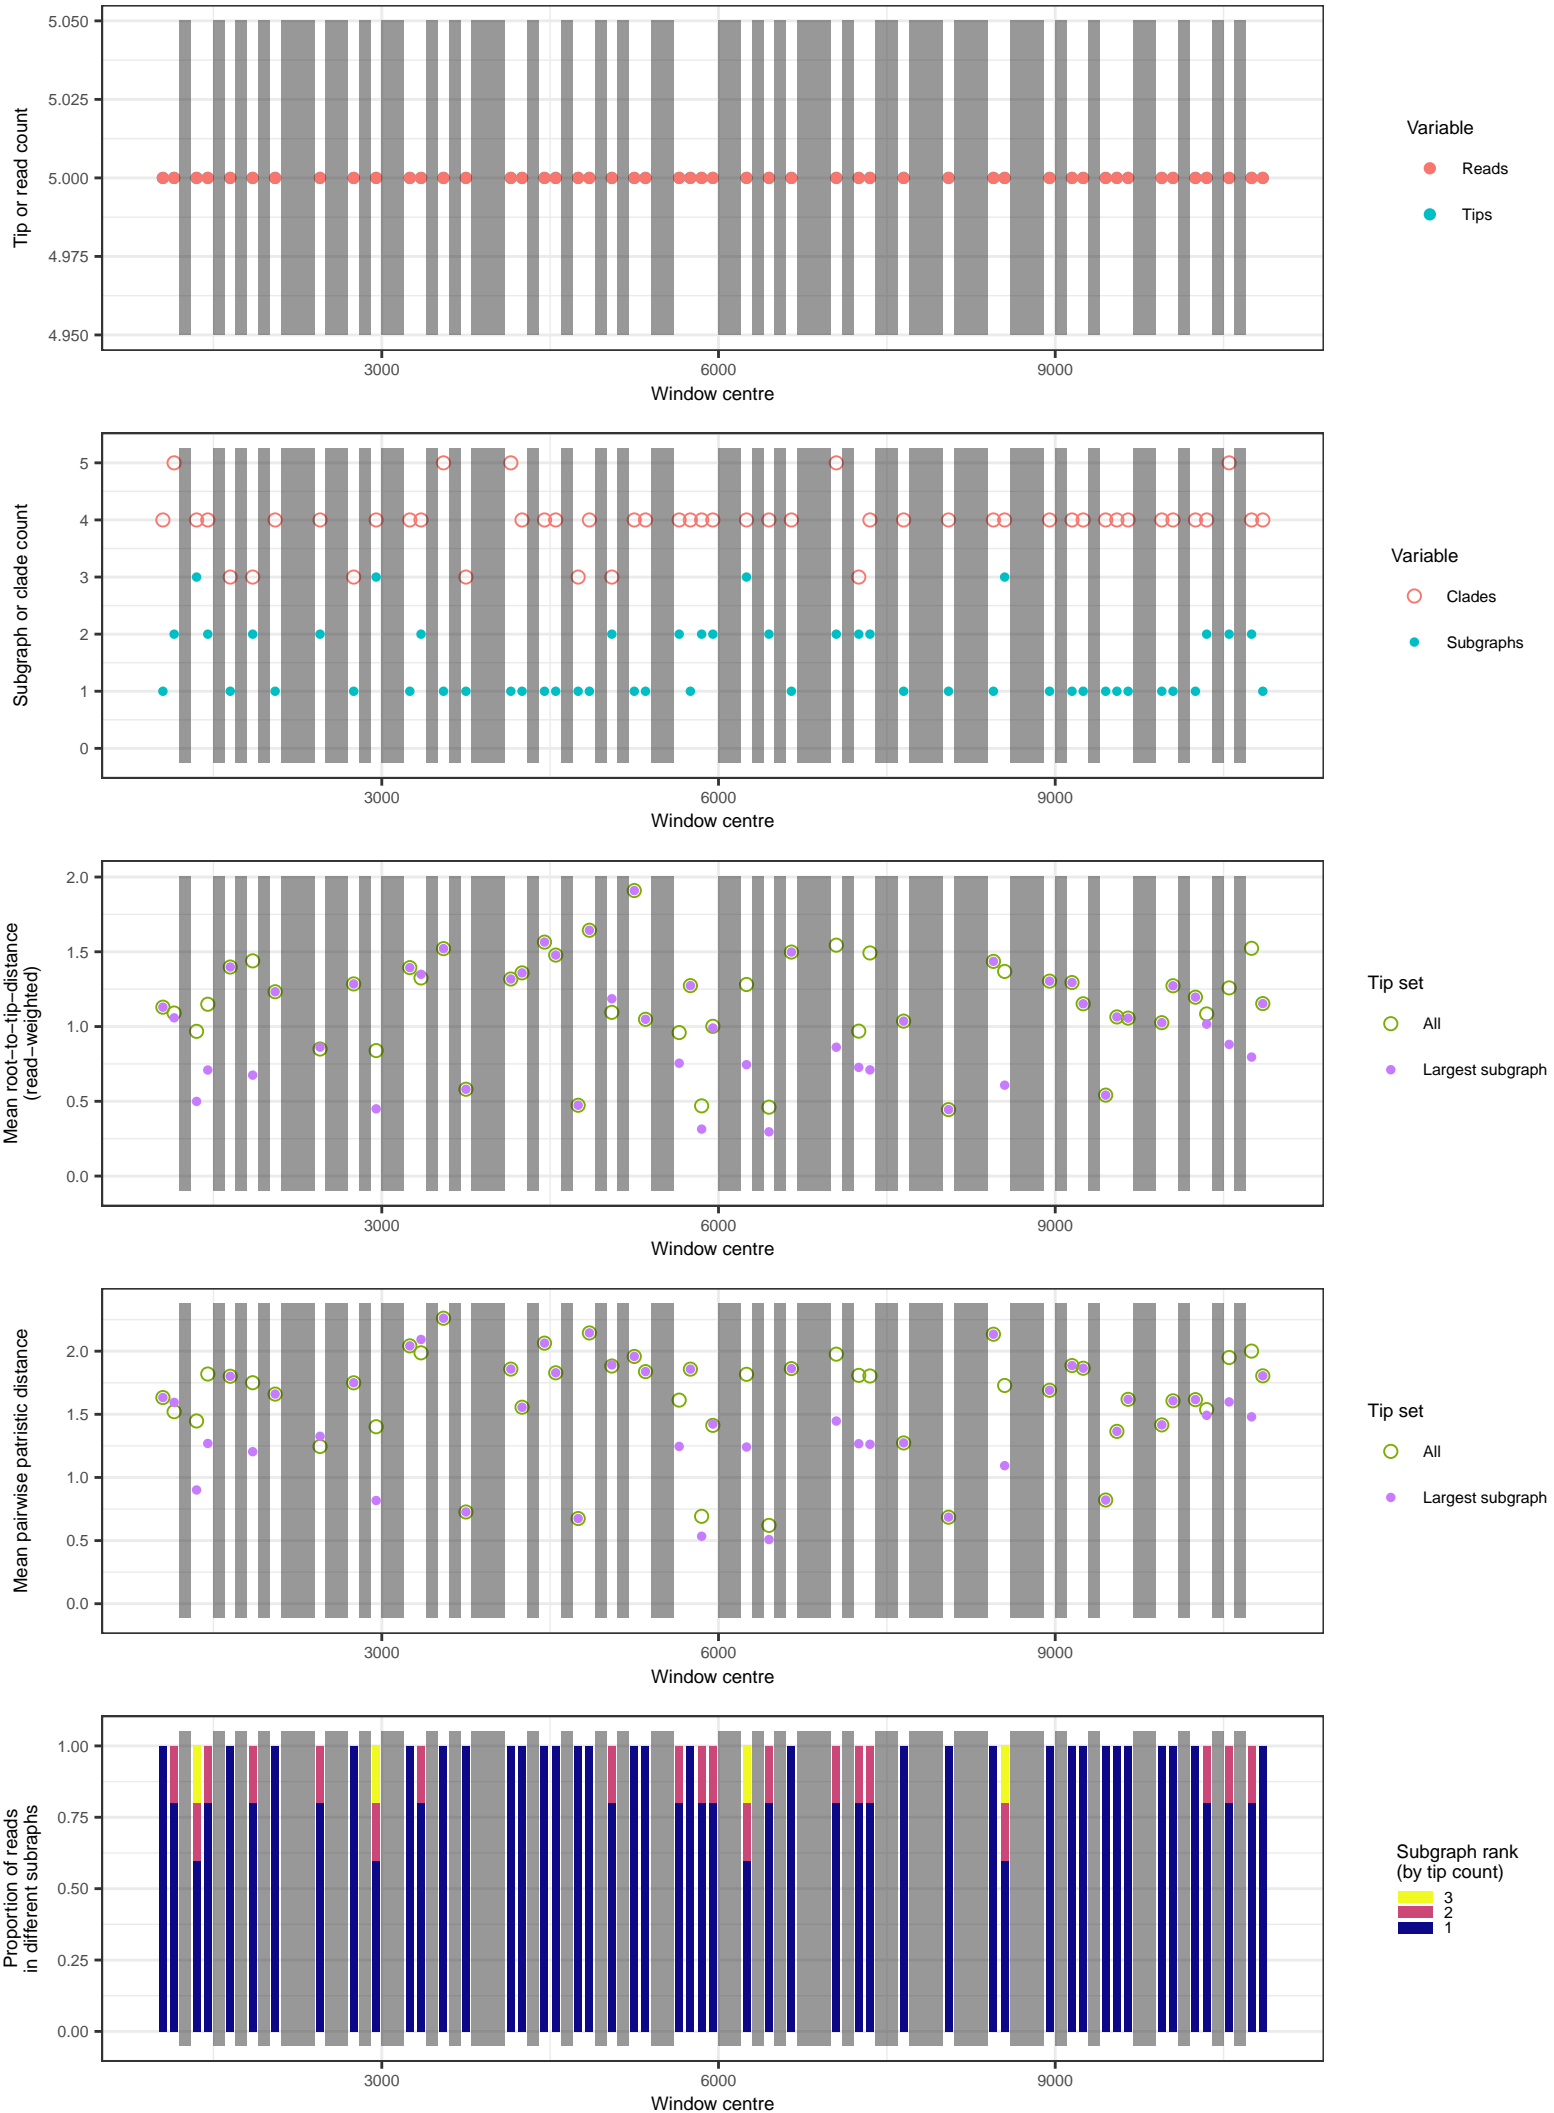 5.050
5.025
5.000
4.975
4.950
Tip or read count
3000
6000
9000
Window centre
Variable
Reads
Tips
5
4
3
2
1
0
Subgraph or clade count
3000
6000
9000
Window centre
Variable
Clades
Subgraphs
2.0
1.5
1.0
0.5
0.0
Mean root−to−tip−distance
(read−weighted)
3000
6000
9000
Window centre
Tip set
All
Largest subgraph
2.0
1.5
1.0
0.5
0.0
Mean pairwise patristic distance
3000
6000
9000
Window centre
Tip set
All
Largest subgraph
1.00
0.75
0.50
0.25
0.00
Proportion of reads
in different subraphs
3000
6000
9000
Window centre
Subgraph rank
(by tip count)
3
2
1